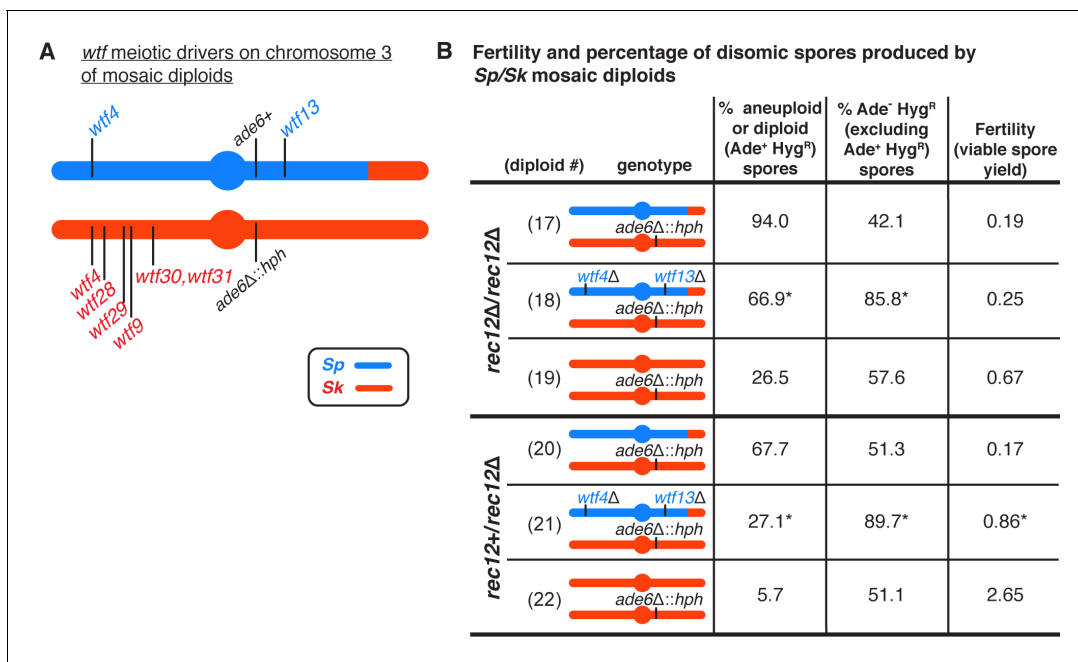 A
wtf meiotic drivers on chromosome 3
of mosaic diploids
wtf4
ade6+
wtf13
wtf4
wtf28
wtf29
wtf9
wtf30,wtf31
ade6Δ::hph
Sp
Sk
B
Fertility and percentage of disomic spores produced by
Sp/Sk mosaic diploids
(diploid #)
genotype
% aneuploid
or diploid
(Ade⁺ Hygᴿ)
spores
% Ade⁻ Hygᴿ
(excluding
Ade⁺ Hygᴿ)
spores
Fertility
(viable spore
yield)
rec12Δ/rec12Δ
(17) ade6Δ::hph 94.0 42.1 0.19
wtf4Δ wtf13Δ
(18) ade6Δ::hph 66.9* 85.8* 0.25
(19) ade6Δ::hph 26.5 57.6 0.67
rec12+/rec12Δ
(20) ade6Δ::hph 67.7 51.3 0.17
wtf4Δ wtf13Δ
(21) ade6Δ::hph 27.1* 89.7* 0.86*
(22) ade6Δ::hph 5.7 51.1 2.65